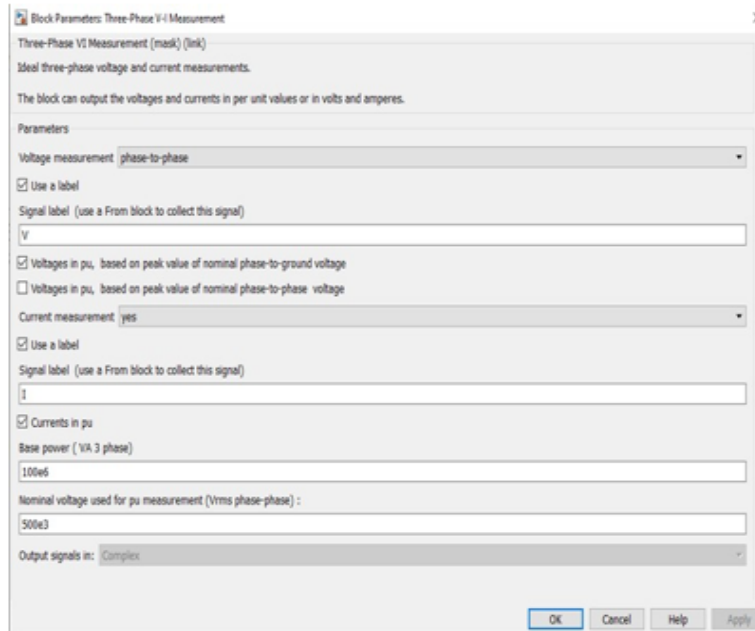 Block Parameters: Three-Phase V-I Measurement
Three-Phase VI Measurement (mask) (link)
Ideal three-phase voltage and current measurements.
The block can output the voltages and currents in per unit values or in volts and amperes.
Parameters
Voltage measurement phase-to-phase
Use a label
Signal label (use a From block to collect this signal)
V
Voltages in pu, based on peak value of nominal phase-to-ground voltage
Voltages in pu, based on peak value of nominal phase-to-phase voltage
Current measurement yes
Use a label
Signal label (use a From block to collect this signal)
I
Currents in pu
Base power ( VA 3 phase)
100e6
Nominal voltage used for pu measurement (Vrms phase-phase) :
500e3
Output signals in: Complex
OK Cancel Help Apply